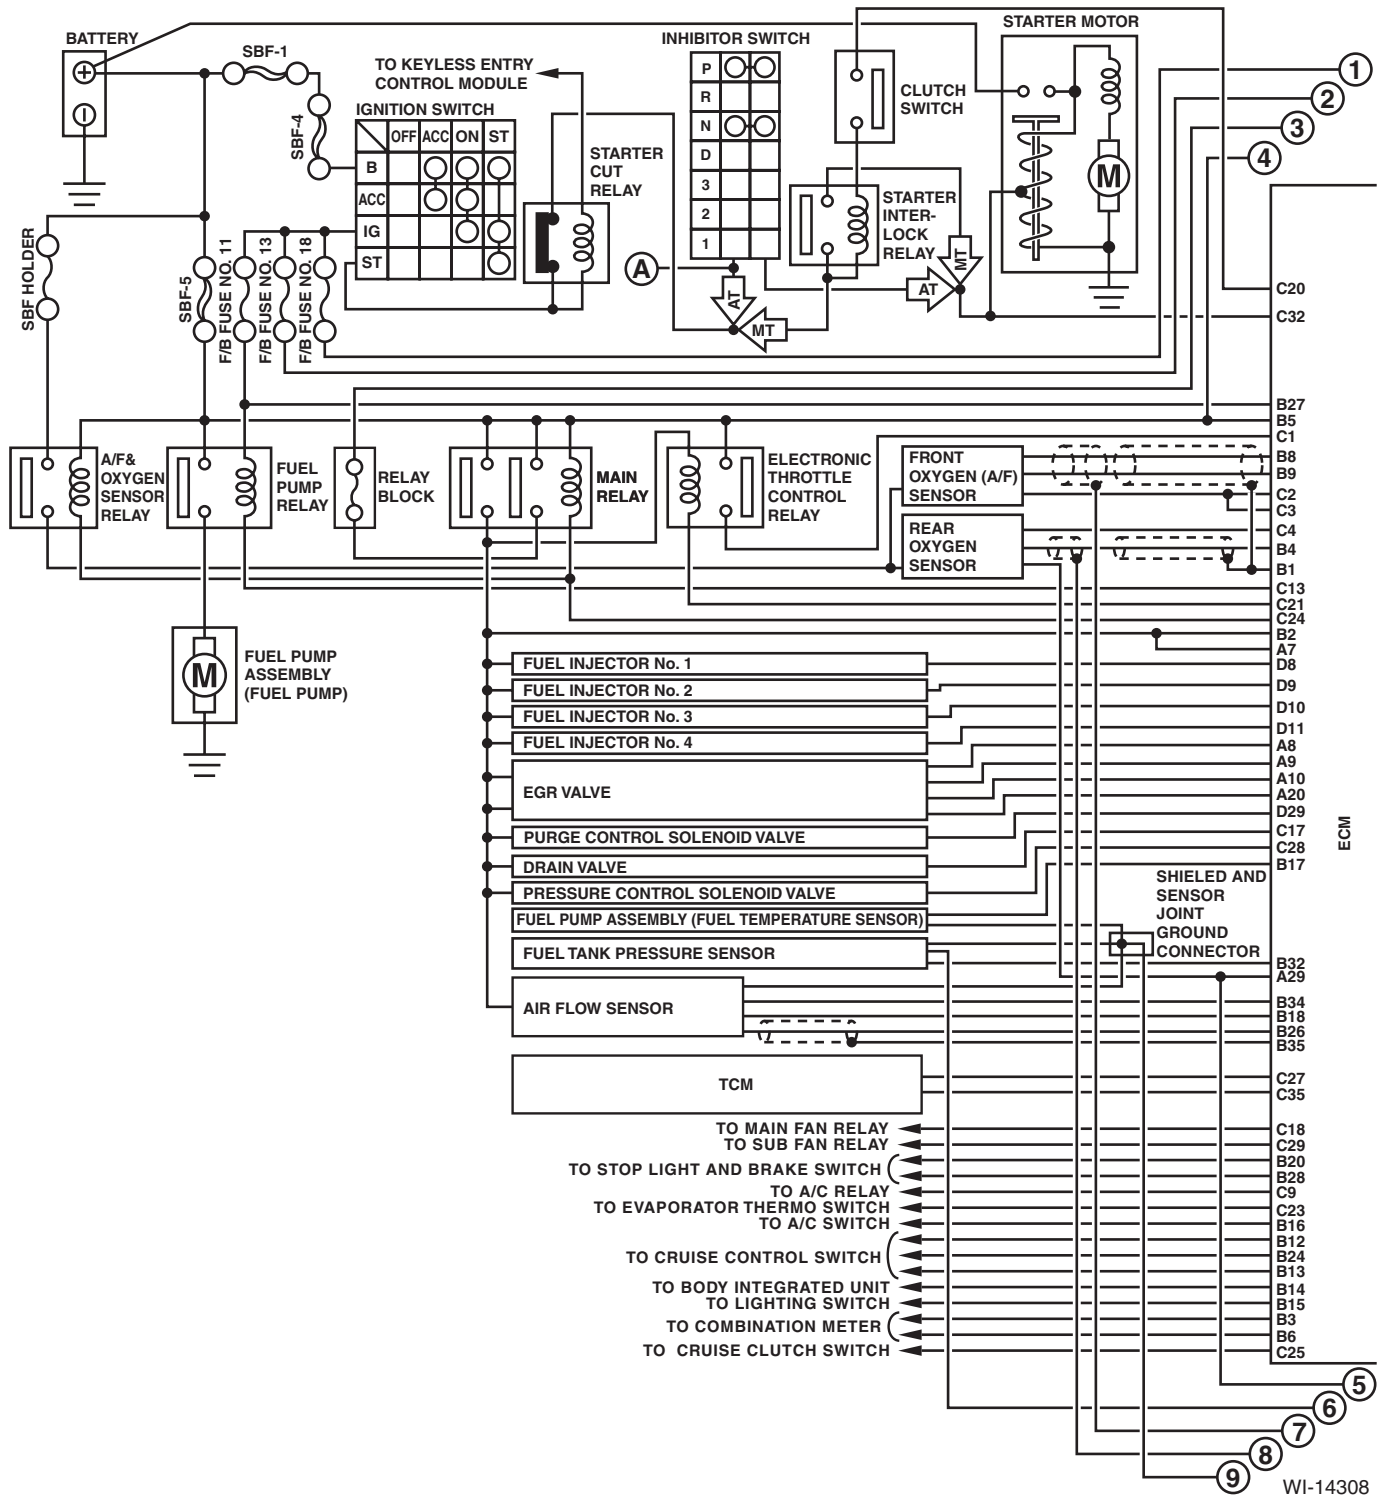 BATTERY
SBF-1
SBF-4
TO KEYLESS ENTRY
CONTROL MODULE
IGNITION SWITCH
OFF ACC ON ST
B
ACC
IG
ST
STARTER
CUT
RELAY
INHIBITOR SWITCH
P
R
N
D
3
2
1
CLUTCH
SWITCH
STARTER
INTER-
LOCK
RELAY
STARTER MOTOR
M
1
2
3
4
A
AT
MT
AT
MT
SBF HOLDER
SBF-5
F/B FUSE NO. 11
F/B FUSE NO. 13
F/B FUSE NO. 18
A/F&
OXYGEN
SENSOR
RELAY
FUEL
PUMP
RELAY
RELAY
BLOCK
MAIN
RELAY
ELECTRONIC
THROTTLE
CONTROL
RELAY
FRONT
OXYGEN (A/F)
SENSOR
REAR
OXYGEN
SENSOR
M
FUEL PUMP
ASSEMBLY
(FUEL PUMP)
FUEL INJECTOR No. 1
FUEL INJECTOR No. 2
FUEL INJECTOR No. 3
FUEL INJECTOR No. 4
EGR VALVE
PURGE CONTROL SOLENOID VALVE
DRAIN VALVE
PRESSURE CONTROL SOLENOID VALVE
FUEL PUMP ASSEMBLY (FUEL TEMPERATURE SENSOR)
FUEL TANK PRESSURE SENSOR
AIR FLOW SENSOR
TCM
SHIELED AND
SENSOR
JOINT
GROUND
CONNECTOR
TO MAIN FAN RELAY
TO SUB FAN RELAY
TO STOP LIGHT AND BRAKE SWITCH
TO A/C RELAY
TO EVAPORATOR THERMO SWITCH
TO A/C SWITCH
TO CRUISE CONTROL SWITCH
TO BODY INTEGRATED UNIT
TO LIGHTING SWITCH
TO COMBINATION METER
TO CRUISE CLUTCH SWITCH
C20
C32
B27
B5
C1
B8
B9
C2
C3
C4
B4
B1
C13
C21
C24
B2
A7
D8
D9
D10
D11
A8
A9
A10
A20
D29
C17
C28
B17
B32
A29
B34
B18
B26
B35
C27
C35
C18
C29
B20
B28
C9
C23
B16
B12
B24
B13
B14
B15
B3
B6
C25
ECM
5
6
7
8
9
WI-14308